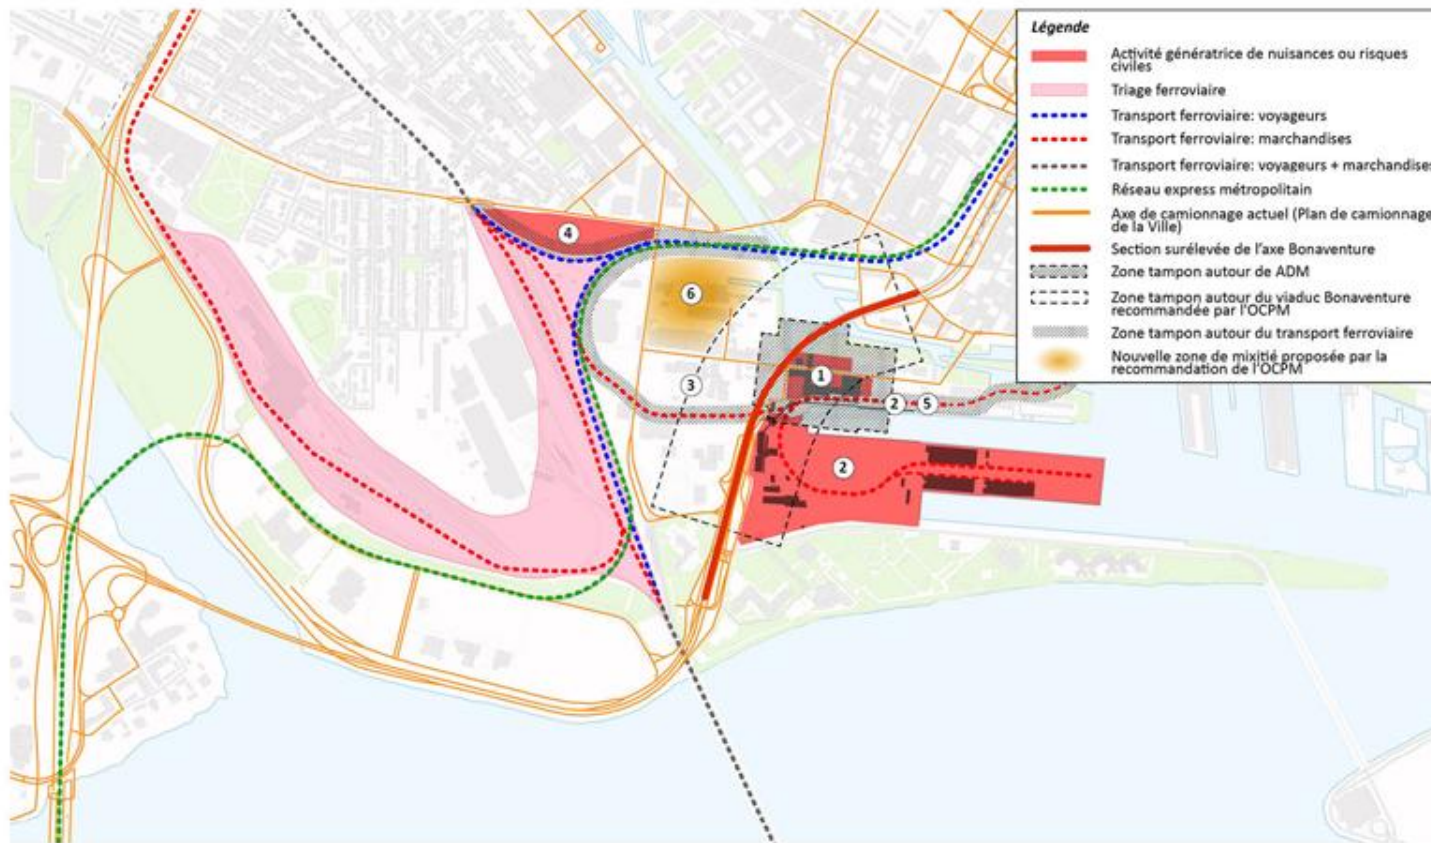 Légende
Activité génératrice de nuisances ou risques
civiles
Triage ferroviaire
Transport ferroviaire: voyageurs
Transport ferroviaire: marchandises
Transport ferroviaire: voyageurs + marchandises
Réseau express métropolitain
Axe de camionnage actuel (Plan de camionnage
de la Ville)
Section surélevée de l'axe Bonaventure
Zone tampon autour de ADM
Zone tampon autour du viaduc Bonaventure
recommandée par l'OCPM
Zone tampon autour du transport ferroviaire
Nouvelle zone de mixitié proposée par la
recommandation de l'OCPM
4
6
3
1
2 5
2